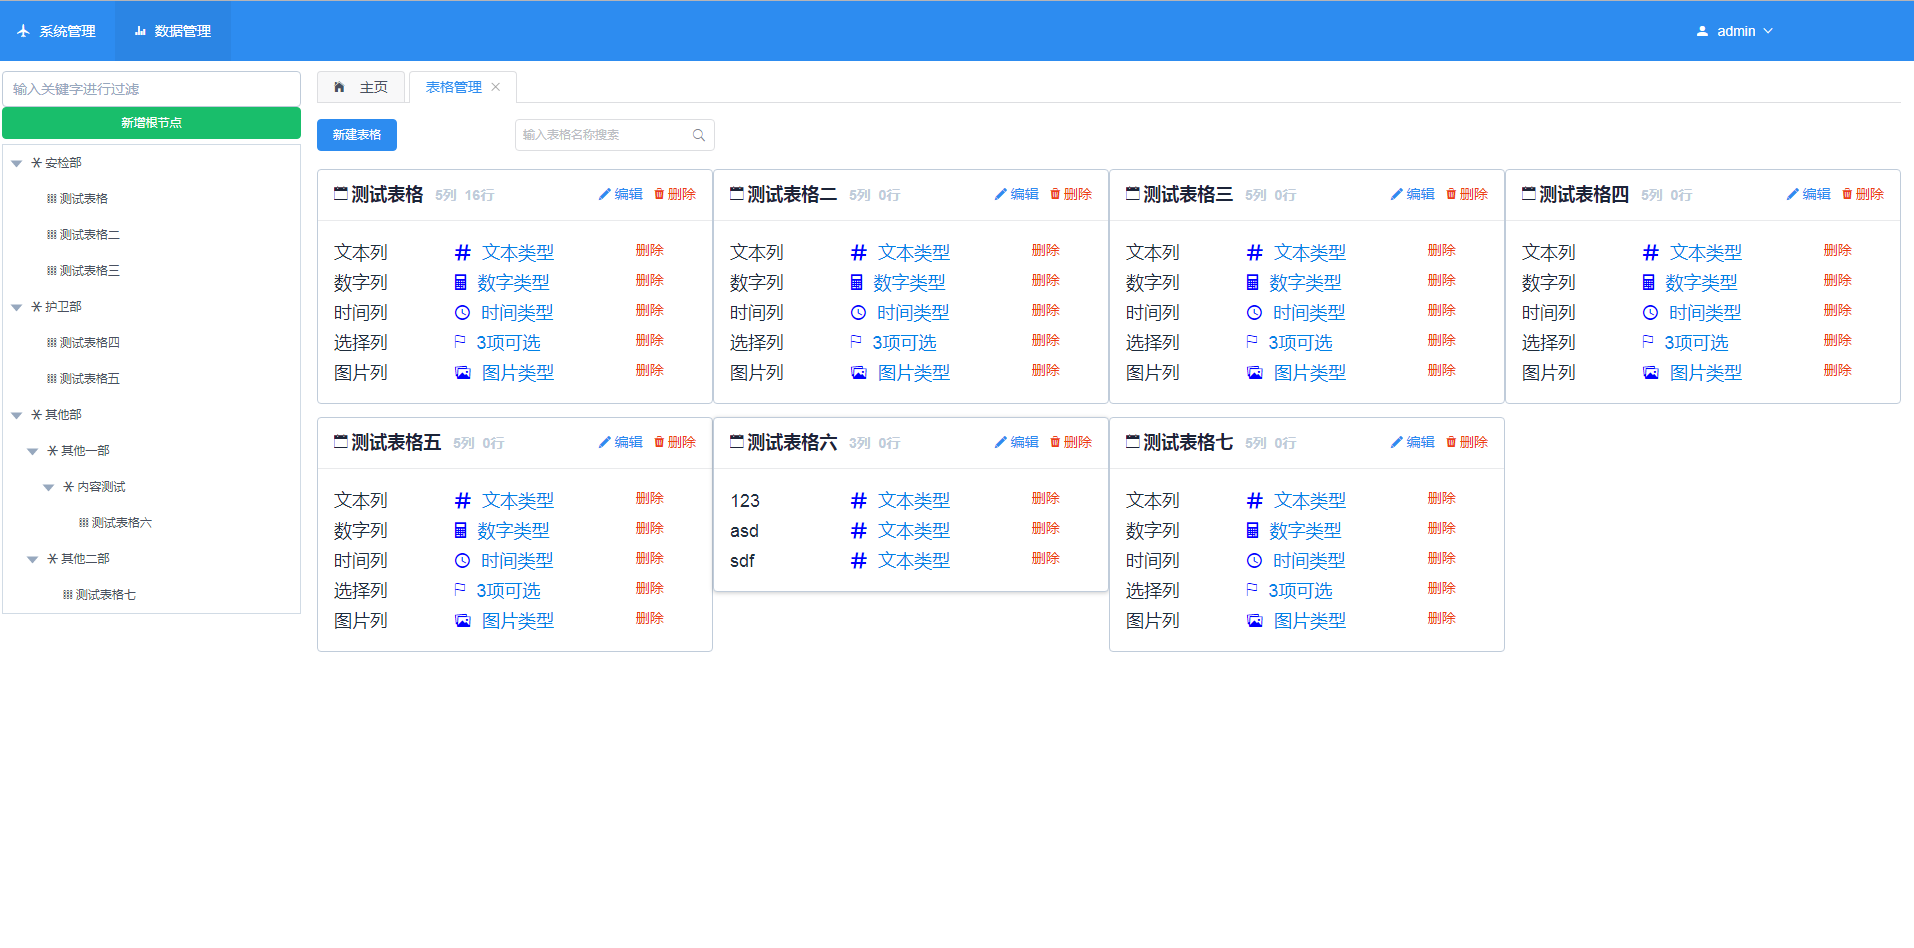 系统管理 数据管理 admin
输入关键字进行过滤
新增根节点
安检部
测试表格
测试表格二
测试表格三
护卫部
测试表格四
测试表格五
其他部
其他一部
内容测试
测试表格六
其他二部
测试表格七
主页 表格管理
新建表格 输入表格名称搜索
测试表格 5列 16行 编辑 删除
文本列 文本类型 删除
数字列 数字类型 删除
时间列 时间类型 删除
选择列 3项可选 删除
图片列 图片类型 删除
测试表格二 5列 0行 编辑 删除
文本列 文本类型 删除
数字列 数字类型 删除
时间列 时间类型 删除
选择列 3项可选 删除
图片列 图片类型 删除
测试表格三 5列 0行 编辑 删除
文本列 文本类型 删除
数字列 数字类型 删除
时间列 时间类型 删除
选择列 3项可选 删除
图片列 图片类型 删除
测试表格四 5列 0行 编辑 删除
文本列 文本类型 删除
数字列 数字类型 删除
时间列 时间类型 删除
选择列 3项可选 删除
图片列 图片类型 删除
测试表格五 5列 0行 编辑 删除
文本列 文本类型 删除
数字列 数字类型 删除
时间列 时间类型 删除
选择列 3项可选 删除
图片列 图片类型 删除
测试表格六 3列 0行 编辑 删除
123 文本类型 删除
asd 文本类型 删除
sdf 文本类型 删除
测试表格七 5列 0行 编辑 删除
文本列 文本类型 删除
数字列 数字类型 删除
时间列 时间类型 删除
选择列 3项可选 删除
图片列 图片类型 删除